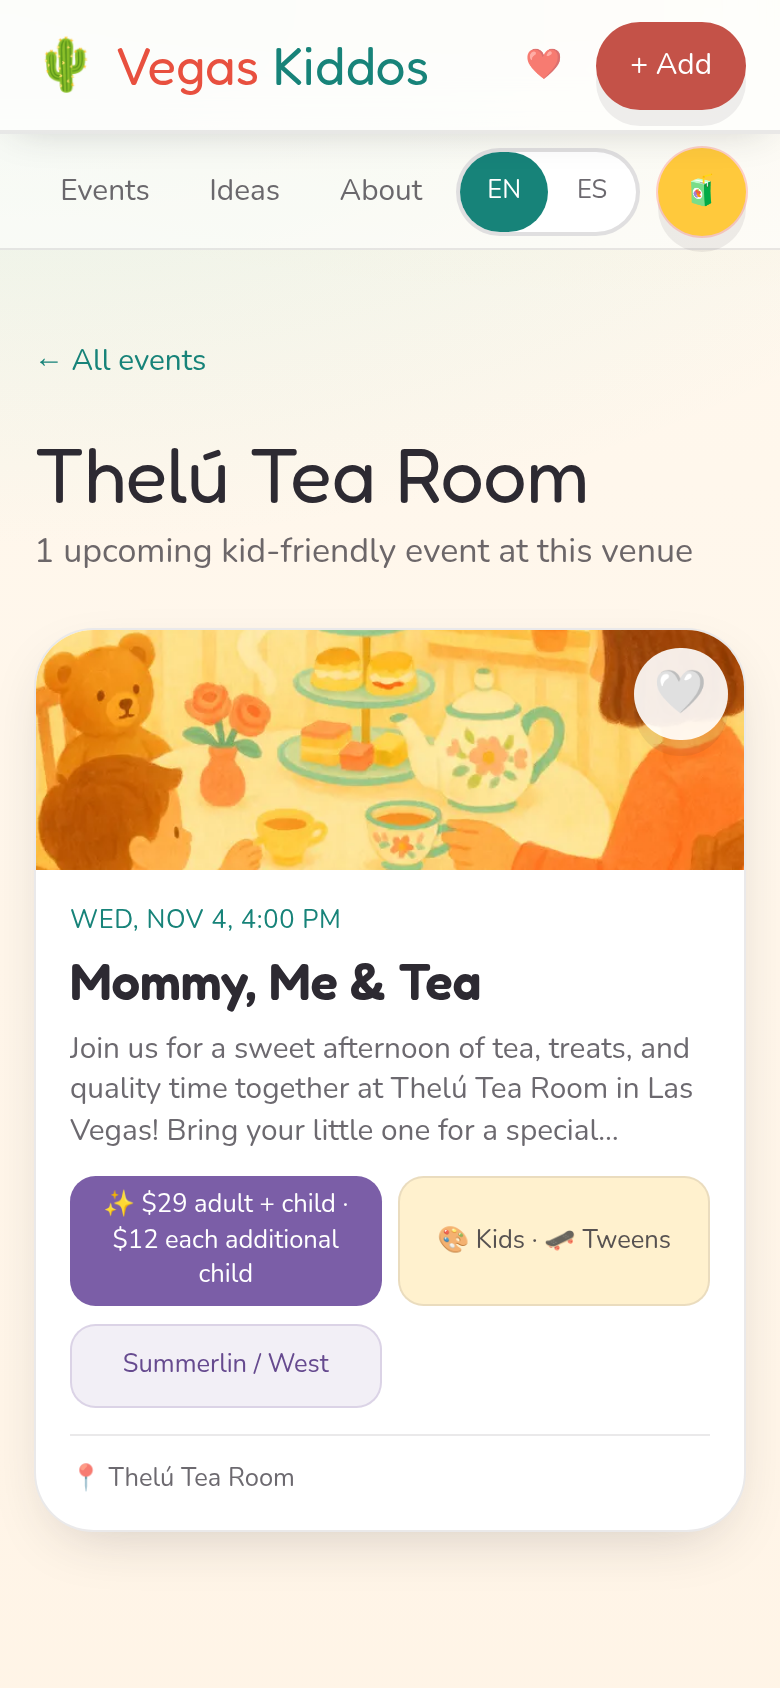 Vegas Kiddos
+ Add
Events
Ideas
About
EN
ES
← All events
Thelú Tea Room
1 upcoming kid-friendly event at this venue
WED, NOV 4, 4:00 PM
Mommy, Me & Tea
Join us for a sweet afternoon of tea, treats, and
quality time together at Thelú Tea Room in Las
Vegas! Bring your little one for a special...
✨ $29 adult + child ·
$12 each additional
child
🎨 Kids · 🛹 Tweens
Summerlin / West
📍 Thelú Tea Room